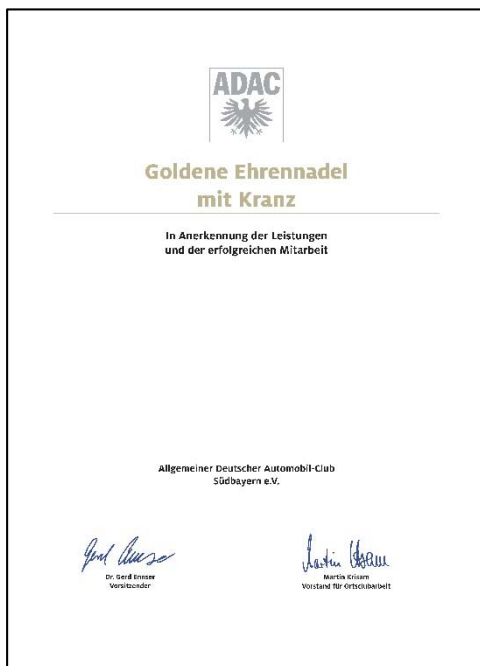 ADAC
Goldene Ehrennadel
mit Kranz
In Anerkennung der Leistungen
und der erfolgreichen Mitarbeit
Allgemeiner Deutscher Automobil-Club
Südbayern e.V.
Dr. Gerd Ennser
Vorsitzender
Martin Krisam
Vorstand für Ortsclubarbeit